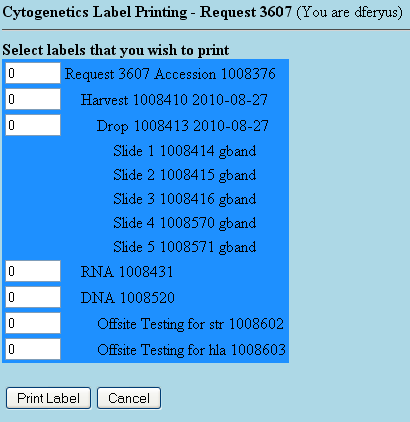 Cytogenetics Label Printing - Request 3607 (You are dferyus)
Select labels that you wish to print
0 Request 3607 Accession 1008376
0 Harvest 1008410 2010-08-27
0 Drop 1008413 2010-08-27
Slide 1 1008414 gband
Slide 2 1008415 gband
Slide 3 1008416 gband
Slide 4 1008570 gband
Slide 5 1008571 gband
0 RNA 1008431
0 DNA 1008520
0 Offsite Testing for str 1008602
0 Offsite Testing for hla 1008603
Print Label Cancel